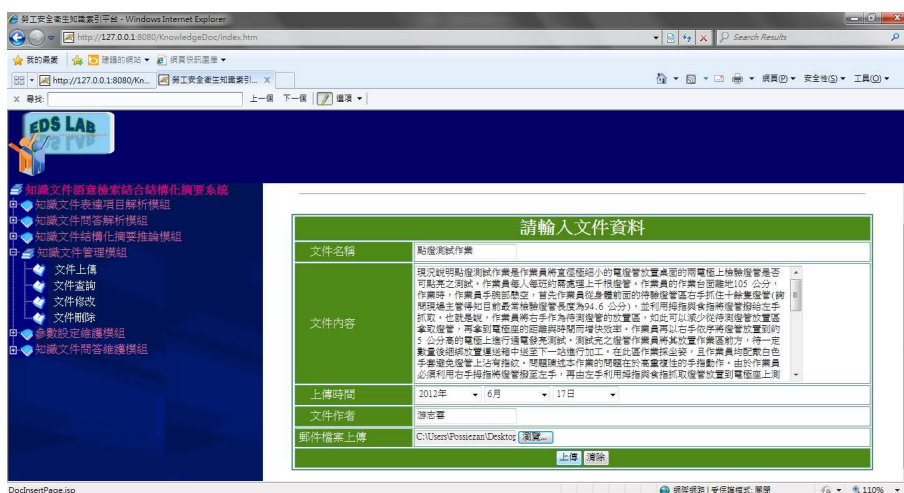 勞工安全衛生知識索引平台 - Windows Internet Explorer
http://127.0.0.1:8080/KnowledgeDoc/index.htm
Search Results
我的最愛 建議的網站 網頁快訊圖庫
http://127.0.0.1:8080/Kn... 勞工安全衛生知識索引... X
網頁(P) 安全性(S) 工具(O)
x 尋找: 上一個 下一個 選項
EDS LAB
知識文件語意檢索結合結構化摘要系統
知識文件表達項目解析模組
知識文件問答解析模組
知識文件結構化摘要推論模組
知識文件管理模組
文件上傳
文件查詢
文件修改
文件刪除
參數設定維護模組
知識文件問答維護模組
請輸入文件資料
文件名稱 點燈測試作業
文件內容
現況說明點燈測試作業是作業員將直徑極細小的電燈管放置桌面的兩電極上檢驗燈管是否
可點亮之測試。作業員每人每班約需處理上千根燈管。作業員的作業台面離地105 公分，
作業時，作業員手腕部懸空，首先作業員從身體前面的待驗燈管區右手抓住十餘隻燈管(詢
問現場主管得知目前最常檢驗燈管長度為94.6 公分)，並利用拇指與食指將燈管撥給左手
抓取。也就是說，作業員將右手作為待測燈管的放置區，如此可以減少從待測燈管放置區
拿取燈管，再拿到電極座的距離與時間而增快效率。作業員再以右手依序將燈管放置到約
5 公分高的電極上進行通電發亮測試。測試完之燈管作業員將其放置作業區前方，待一定
數量後綑綁放置運送箱中送至下一站進行加工。在此區作業採坐姿，且作業員均配戴白色
手套避免燈管上沾有指紋。問題陳述本作業的問題在於高重複性的手指動作。由於作業員
必須利用右手拇指將燈管撥至左手，再由左手利用拇指與食指抓取燈管放置到電極座上測
上傳時間 2012年 6月 17日
文件作者 游志雲
郵件檔案上傳 C:\Users\Possiezan\Desktop 瀏覽...
上傳 清除
DocInsertPage.jsp 網際網路 | 受保護模式: 關閉 110%